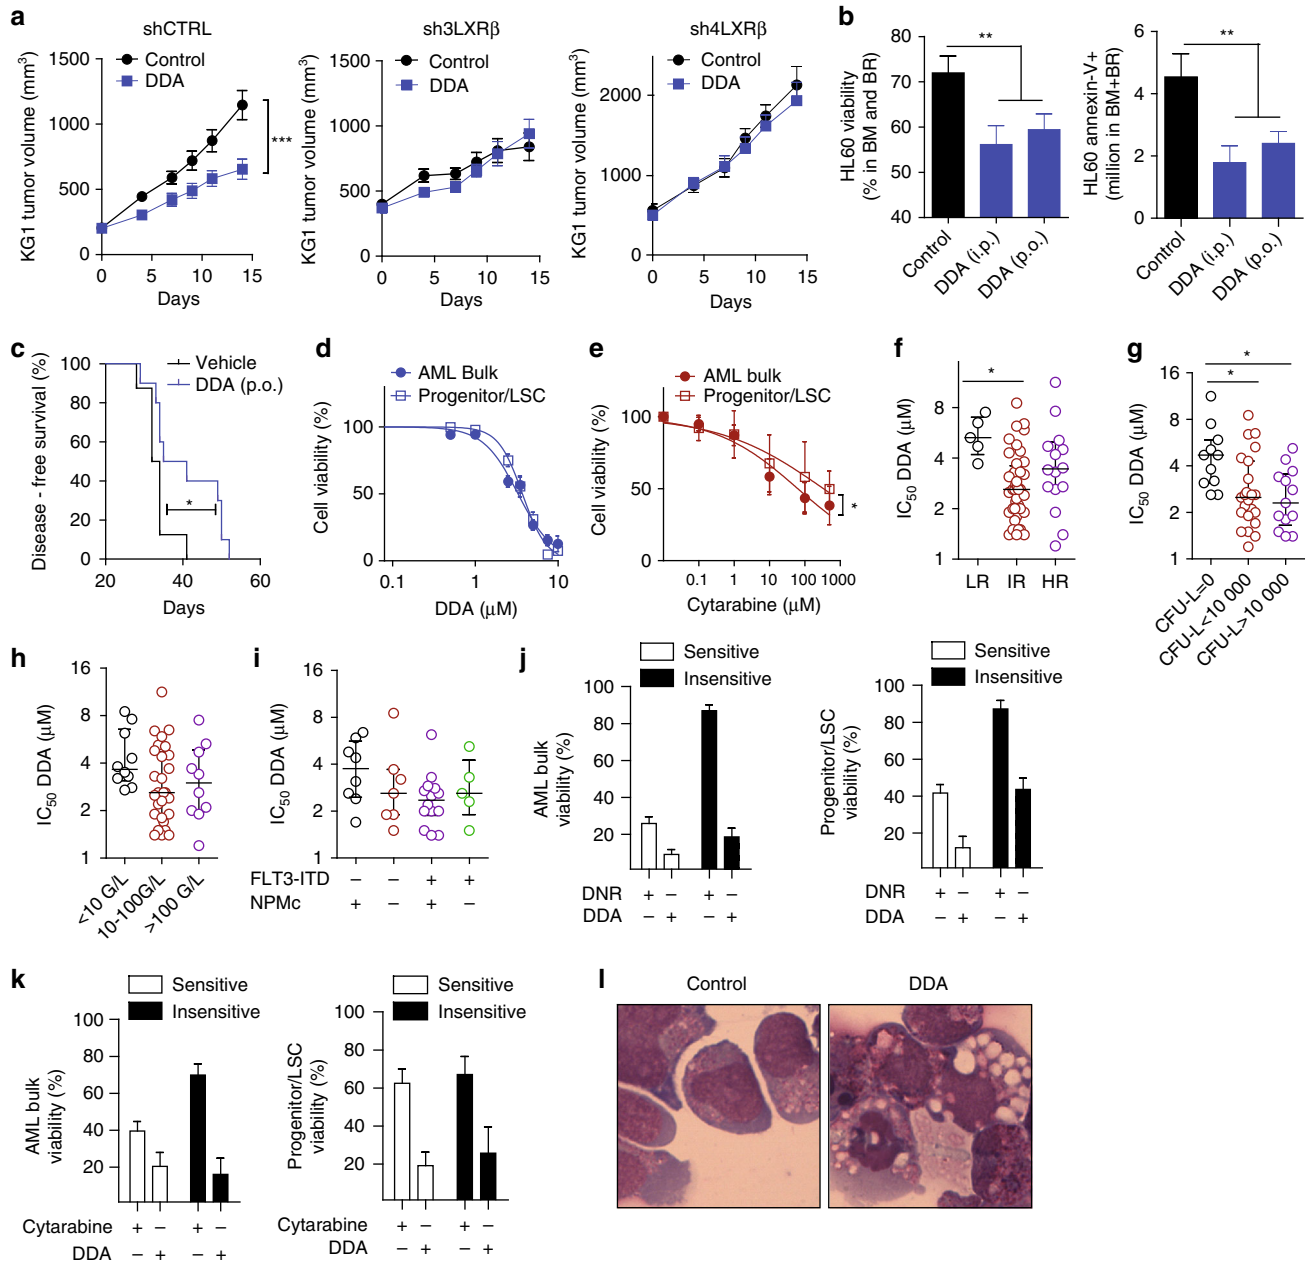 a
shCTRL
sh3LXRβ
sh4LXRβ
Control
DDA
Control
DDA
Control
DDA
KG1 tumor volume (mm³)
1500
1000
500
0
0 5 10 15
Days
***
KG1 tumor volume (mm³)
1500
1000
500
0
0 5 10 15
Days
KG1 tumor volume (mm³)
2000
1000
0
0 5 10 15
Days
b
HL60 viability
(% in BM and BR)
80
70
60
50
40
**
Control
DDA (i.p.)
DDA (p.o.)
HL60 annexin-V+
(million in BM+BR)
6
4
2
0
**
Control
DDA (i.p.)
DDA (p.o.)
c
Disease - free survival (%)
100
80
60
40
20
0
Vehicle
DDA (p.o.)
*
20 40 60
Days
d
AML Bulk
Progenitor/LSC
Cell viability (%)
100
50
0
0.1 1 10
DDA (μM)
e
AML bulk
Progenitor/LSC
Cell viability (%)
100
50
0
*
0.1 1 10 100 1000
Cytarabine (μM)
f
IC50 DDA (μM)
8
4
2
1
*
LR IR HR
g
IC50 DDA (μM)
16
8
4
2
1
*
*
CFU-L=0
CFU-L<10 000
CFU-L>10 000
h
IC50 DDA (μM)
16
8
4
2
1
<10 G/L
10-100G/L
>100 G/L
i
IC50 DDA (μM)
16
8
4
2
1
FLT3-ITD − − + +
NPMc + − + −
j
Sensitive
Insensitive
AML bulk
viability (%)
100
80
60
40
20
DNR + − + −
DDA − + − +
Sensitive
Insensitive
Progenitor/LSC
viability (%)
100
80
60
40
20
DNR + − + −
DDA − + − +
k
Sensitive
Insensitive
AML bulk
viability (%)
100
80
60
40
20
Cytarabine + − + −
DDA − + − +
Sensitive
Insensitive
Progenitor/LSC
viability (%)
100
80
60
40
20
Cytarabine + − + −
DDA − + − +
l
Control
DDA